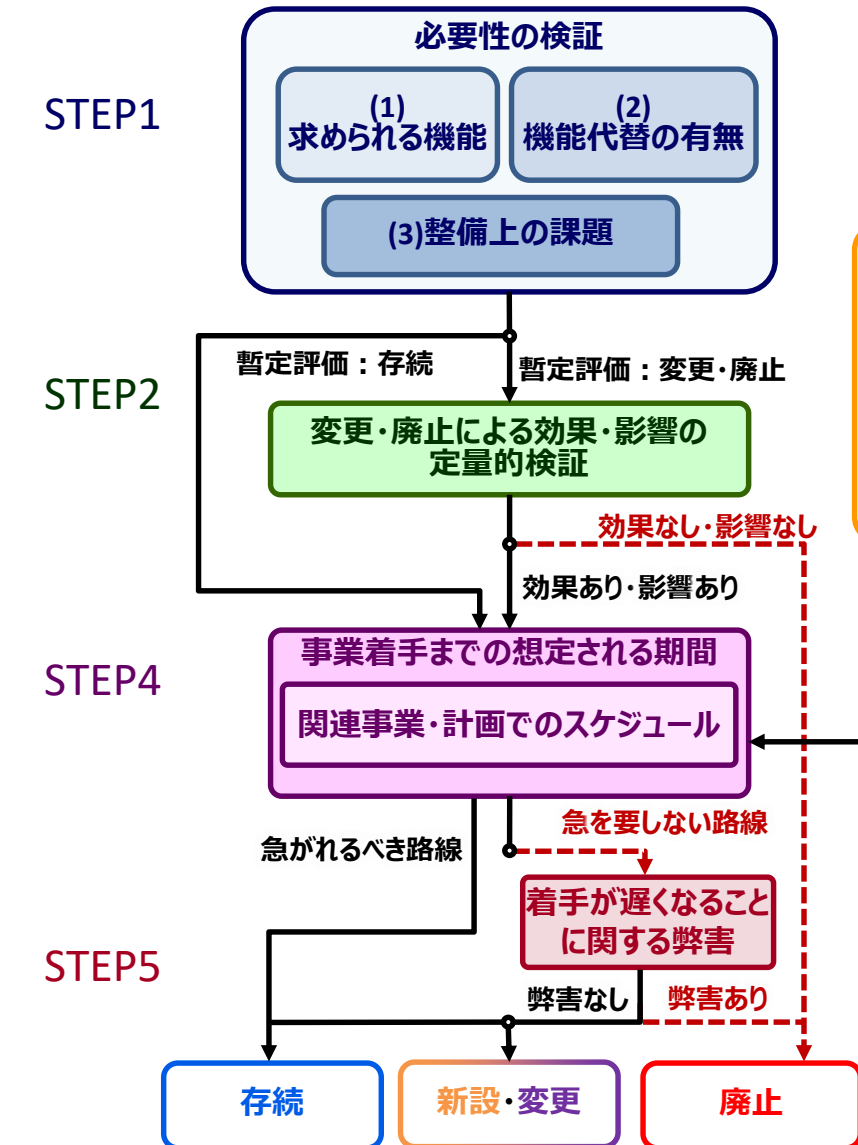 必要性の検証
STEP1
(1)
求められる機能
(2)
機能代替の有無
(3)整備上の課題
暫定評価：存続
暫定評価：変更・廃止
STEP2
変更・廃止による効果・影響の
定量的検証
効果なし・影響なし
効果あり・影響あり
STEP4
事業着手までの想定される期間
関連事業・計画でのスケジュール
急を要しない路線
急がれるべき路線
着手が遅くなること
に関する弊害
STEP5
弊害なし
弊害あり
存続
新設・変更
廃止